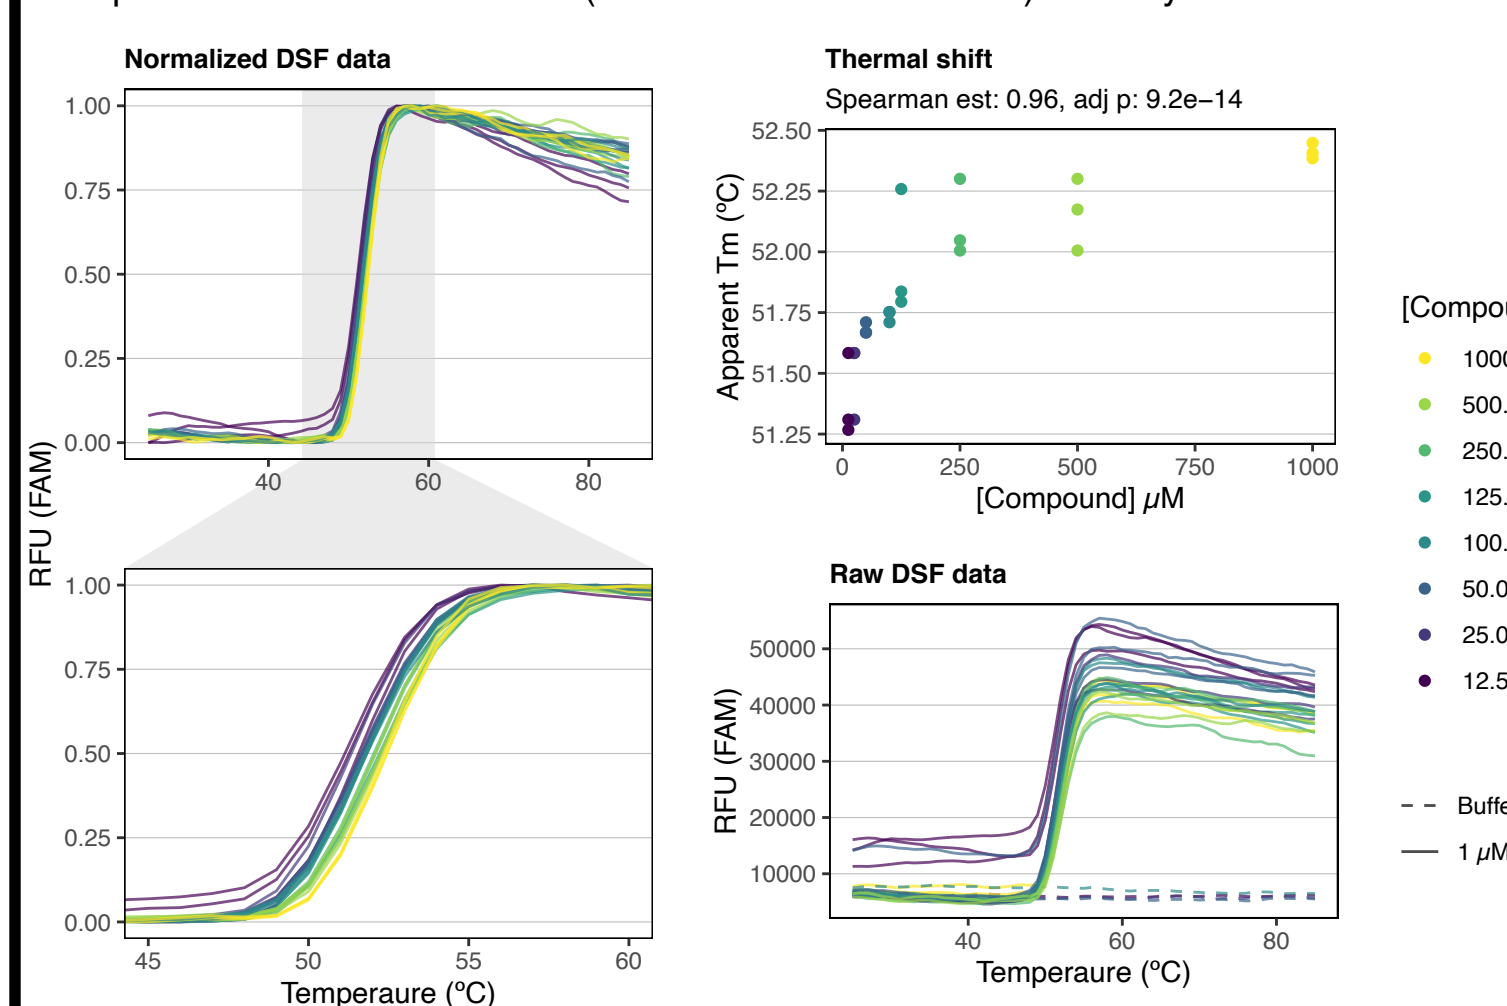 Normalized DSF data
1.00
0.75
0.50
0.25
0.00
40 60 80
RFU (FAM)
1.00
0.75
0.50
0.25
0.00
45 50 55 60
Temperaure (ºC)
Thermal shift
Spearman est: 0.96, adj p: 9.2e−14
52.50
52.25
52.00
51.75
51.50
51.25
Apparent Tm (ºC)
0 250 500 750 1000
[Compound] µM
Raw DSF data
50000
40000
30000
20000
10000
RFU (FAM)
40 60 80
Temperaure (ºC)
[Compou
1000
500.
250.
125.
100.
50.0
25.0
12.5
Buffe
1 µM